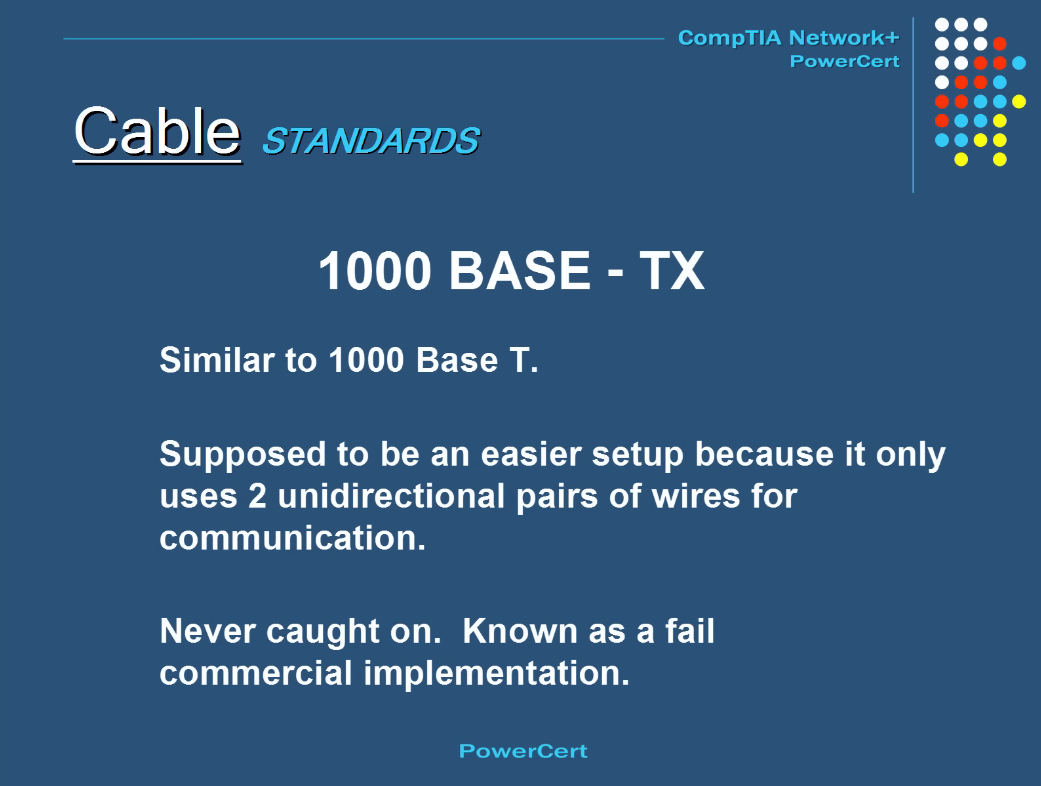 CompTIA Network+
PowerCert
Cable STANDARDS
1000 BASE - TX
Similar to 1000 Base T.
Supposed to be an easier setup because it only
uses 2 unidirectional pairs of wires for
communication.
Never caught on.  Known as a fail
commercial implementation.
PowerCert